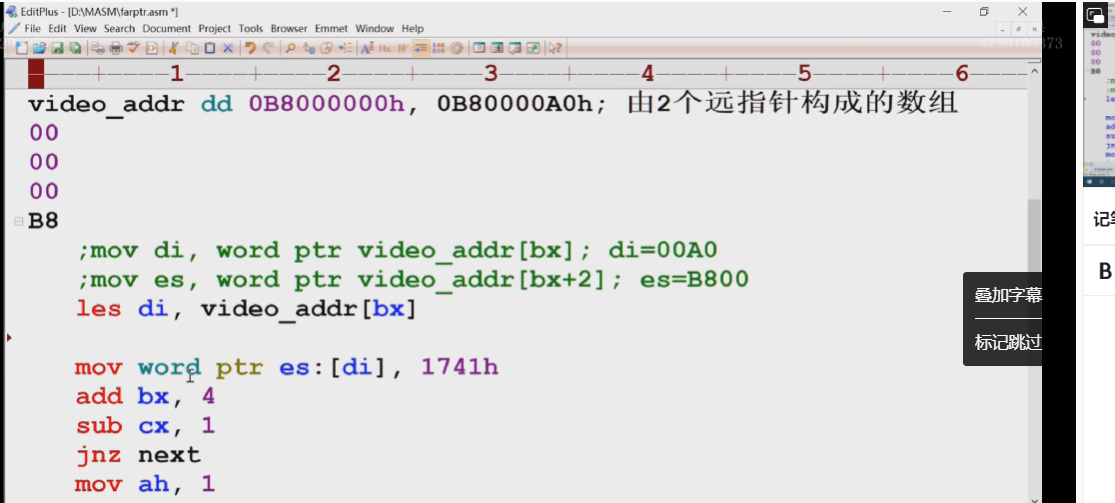 EditPlus - [D:\MASM\farptr.asm *]
File Edit View Search Document Project Tools Browser Emmet Window Help
1 2 3 4 5 6
video_addr dd 0B8000000h, 0B80000A0h; 由2个远指针构成的数组
00
00
00
B8
;mov di, word ptr video_addr[bx]; di=00A0
;mov es, word ptr video_addr[bx+2]; es=B800
les di, video_addr[bx]
mov word ptr es:[di], 1741h
add bx, 4
sub cx, 1
jnz next
mov ah, 1
叠加字幕
标记跳过
B